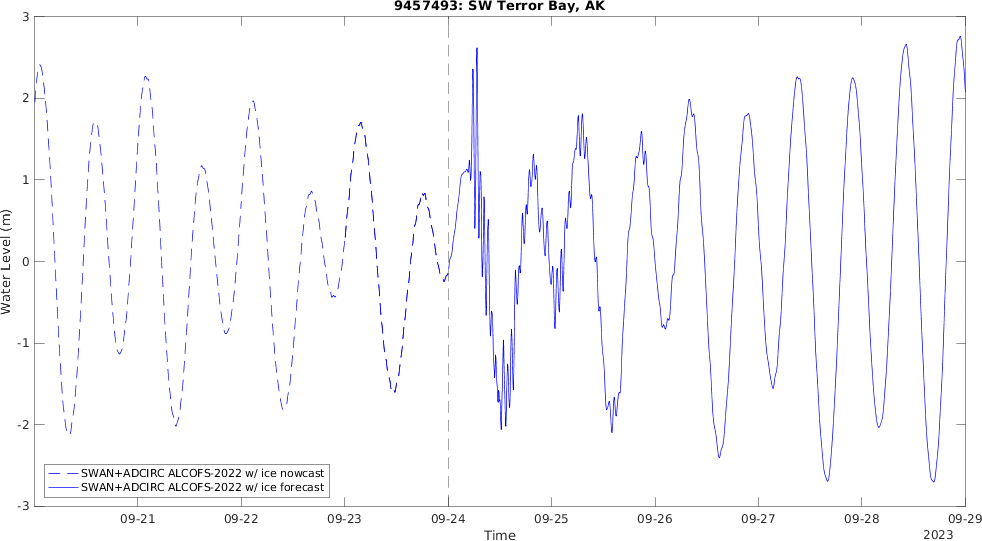 9457493: SW Terror Bay, AK
3
2
1
0
-1
-2
-3
Water Level (m)
SWAN+ADCIRC ALCOFS-2022 w/ ice nowcast
SWAN+ADCIRC ALCOFS-2022 w/ ice forecast
09-21 09-22 09-23 09-24 09-25 09-26 09-27 09-28 09-29
Time
2023